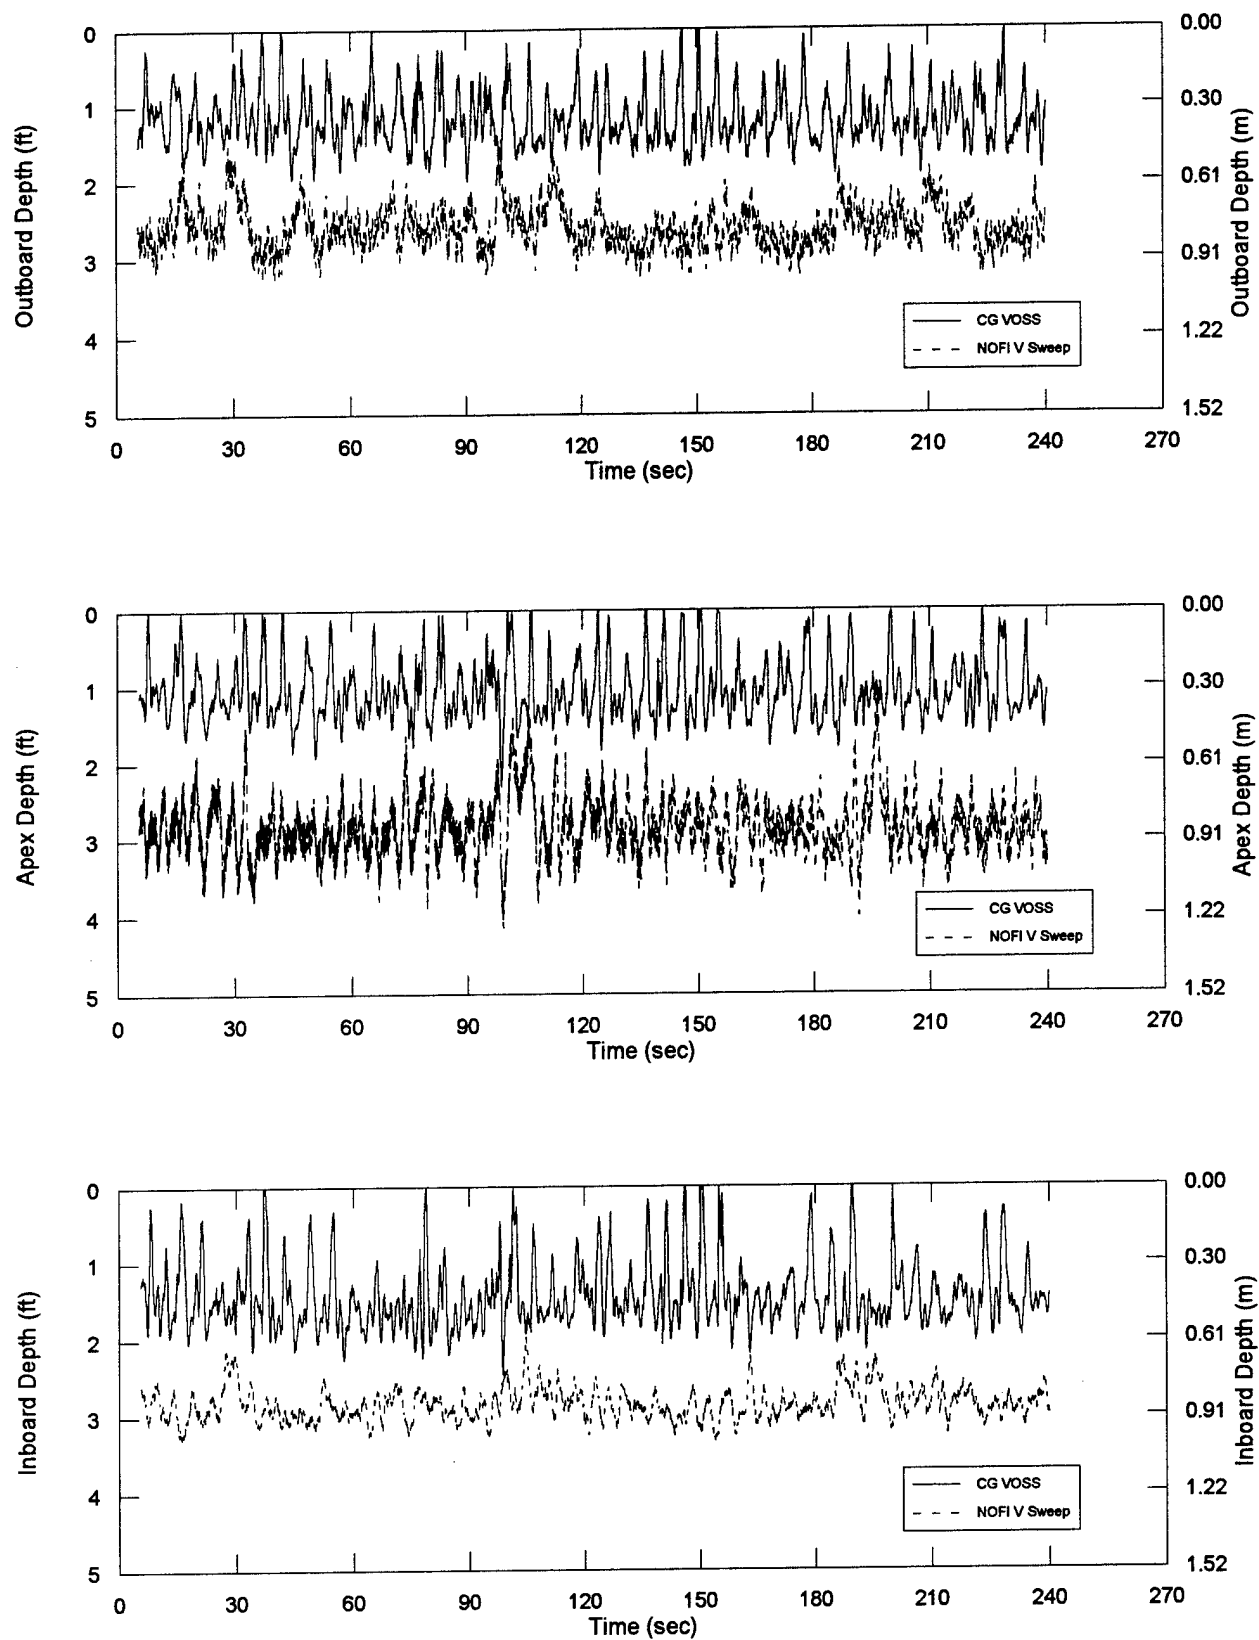 0
1
2
3
4
5
Outboard Depth (ft)
0.00
0.30
0.61
0.91
1.22
1.52
Outboard Depth (m)
CG VOSS
NOFI V Sweep
0 30 60 90 120 150 180 210 240 270
Time (sec)
0
1
2
3
4
5
Apex Depth (ft)
0.00
0.30
0.61
0.91
1.22
1.52
Apex Depth (m)
CG VOSS
NOFI V Sweep
0 30 60 90 120 150 180 210 240 270
Time (sec)
0
1
2
3
4
5
Inboard Depth (ft)
0.00
0.30
0.61
0.91
1.22
1.52
Inboard Depth (m)
CG VOSS
NOFI V Sweep
0 30 60 90 120 150 180 210 240 270
Time (sec)